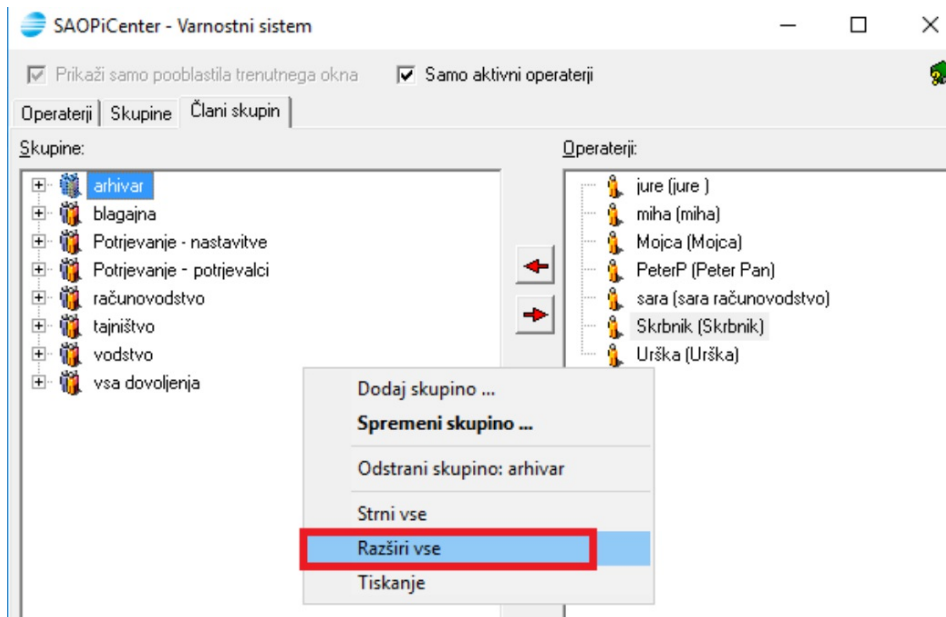 SAOPiCenter - Varnostni sistem
Prikaži samo pooblastila trenutnega okna
Samo aktivni operaterji
Operaterji
Skupine
Člani skupin
Skupine:
arhivar
blagajna
Potrjevanje - nastavitve
Potrjevanje - potrjevalci
računovodstvo
tajništvo
vodstvo
vsa dovoljenja
Operaterji:
jure (jure )
miha (miha)
Mojca (Mojca)
PeterP (Peter Pan)
sara (sara računovodstvo)
Skrbnik (Skrbnik)
Urška (Urška)
Dodaj skupino ...
Spremeni skupino ...
Odstrani skupino: arhivar
Strni vse
Razširi vse
Tiskanje